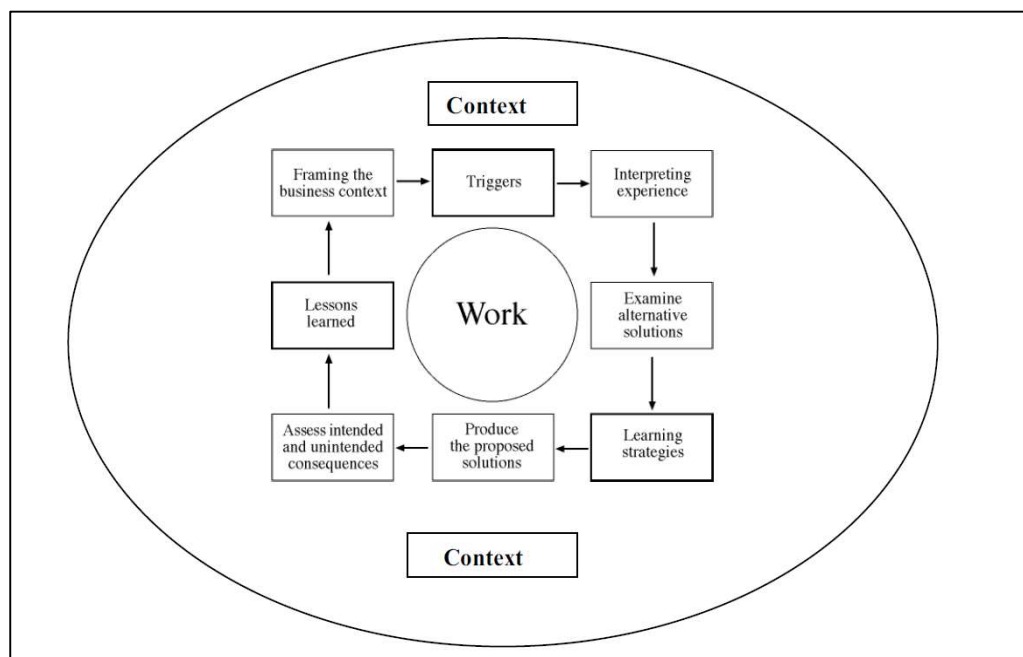 Context
Framing the
business context
Triggers
Interpreting
experience
Lessons
learned
Work
Examine
alternative
solutions
Assess intended
and unintended
consequences
Produce
the proposed
solutions
Learning
strategies
Context